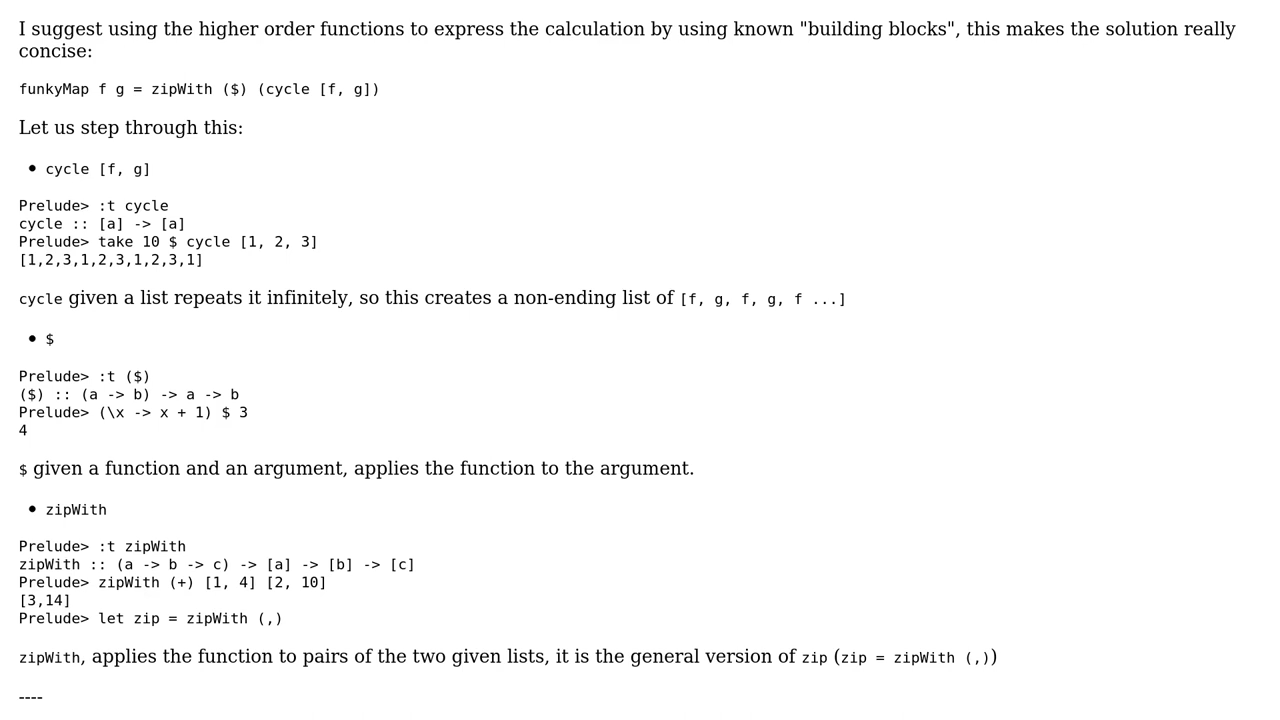 I suggest using the higher order functions to express the calculation by using known "building blocks", this makes the solution really
concise:
funkyMap f g = zipWith ($) (cycle [f, g])
Let us step through this:
• cycle [f, g]
Prelude> :t cycle
cycle :: [a] -> [a]
Prelude> take 10 $ cycle [1, 2, 3]
[1,2,3,1,2,3,1,2,3,1]
cycle given a list repeats it infinitely, so this creates a non-ending list of [f, g, f, g, f ...]
• $
Prelude> :t ($)
($) :: (a -> b) -> a -> b
Prelude> (\x -> x + 1) $ 3
4
$ given a function and an argument, applies the function to the argument.
• zipWith
Prelude> :t zipWith
zipWith :: (a -> b -> c) -> [a] -> [b] -> [c]
Prelude> zipWith (+) [1, 4] [2, 10]
[3,14]
Prelude> let zip = zipWith (,)
zipWith, applies the function to pairs of the two given lists, it is the general version of zip (zip = zipWith (,))
----